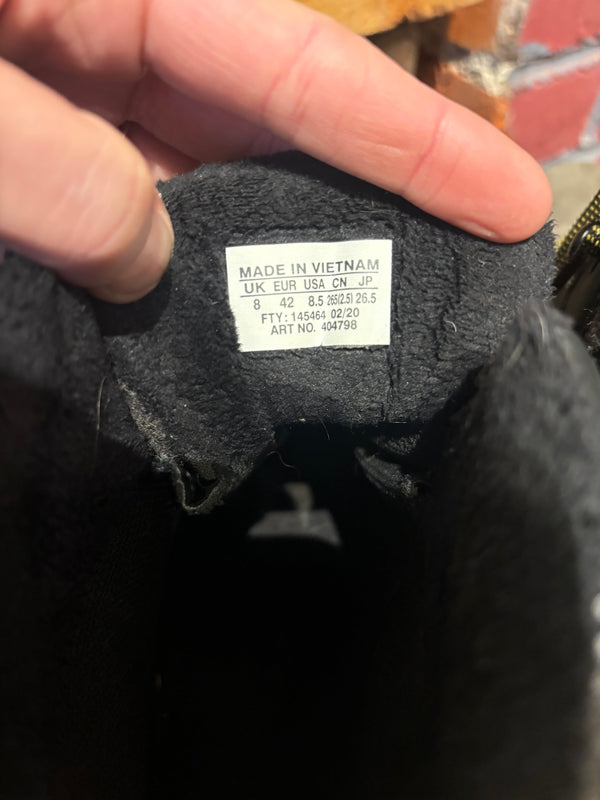 MADE IN VIETNAM
UK EUR USA CN JP
8 42 8.5 265(2.5) 26.5
FTY: 145464 02/20
ART NO. 404798